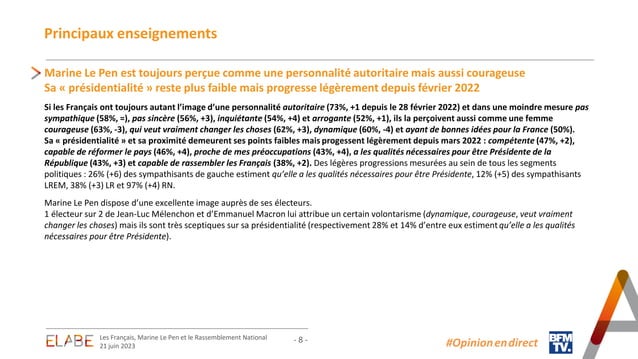 Principaux enseignements
Marine Le Pen est toujours perçue comme une personnalité autoritaire mais aussi courageuse
Sa « présidentialité » reste plus faible mais progresse légèrement depuis février 2022
Si les Français ont toujours autant l’image d’une personnalité autoritaire (73%, +1 depuis le 28 février 2022) et dans une moindre mesure pas
sympathique (58%, =), pas sincère (56%, +3), inquiétante (54%, +4) et arrogante (52%, +1), ils la perçoivent aussi comme une femme
courageuse (63%, -3), qui veut vraiment changer les choses (62%, +3), dynamique (60%, -4) et ayant de bonnes idées pour la France (50%).
Sa « présidentialité » et sa proximité demeurent ses points faibles mais progessent légèrement depuis mars 2022 : compétente (47%, +2),
capable de réformer le pays (46%, +4), proche de mes préoccupations (43%, +4), a les qualités nécessaires pour être Présidente de la
République (43%, +3) et capable de rassembler les Français (38%, +2). Des légères progressions mesurées au sein de tous les segments
politiques : 26% (+6) des sympathisants de gauche estiment qu’elle a les qualités nécessaires pour être Présidente, 12% (+5) des sympathisants
LREM, 38% (+3) LR et 97% (+4) RN.
Marine Le Pen dispose d’une excellente image auprès de ses électeurs.
1 électeur sur 2 de Jean-Luc Mélenchon et d’Emmanuel Macron lui attribue un certain volontarisme (dynamique, courageuse, veut vraiment
changer les choses) mais ils sont très sceptiques sur sa présidentialité (respectivement 28% et 14% d’entre eux estiment qu’elle a les qualités
nécessaires pour être Présidente).
ELABE
Les Français, Marine Le Pen et le Rassemblement National
21 juin 2023
- 8 -
#Opinion en direct
BFM
TV.